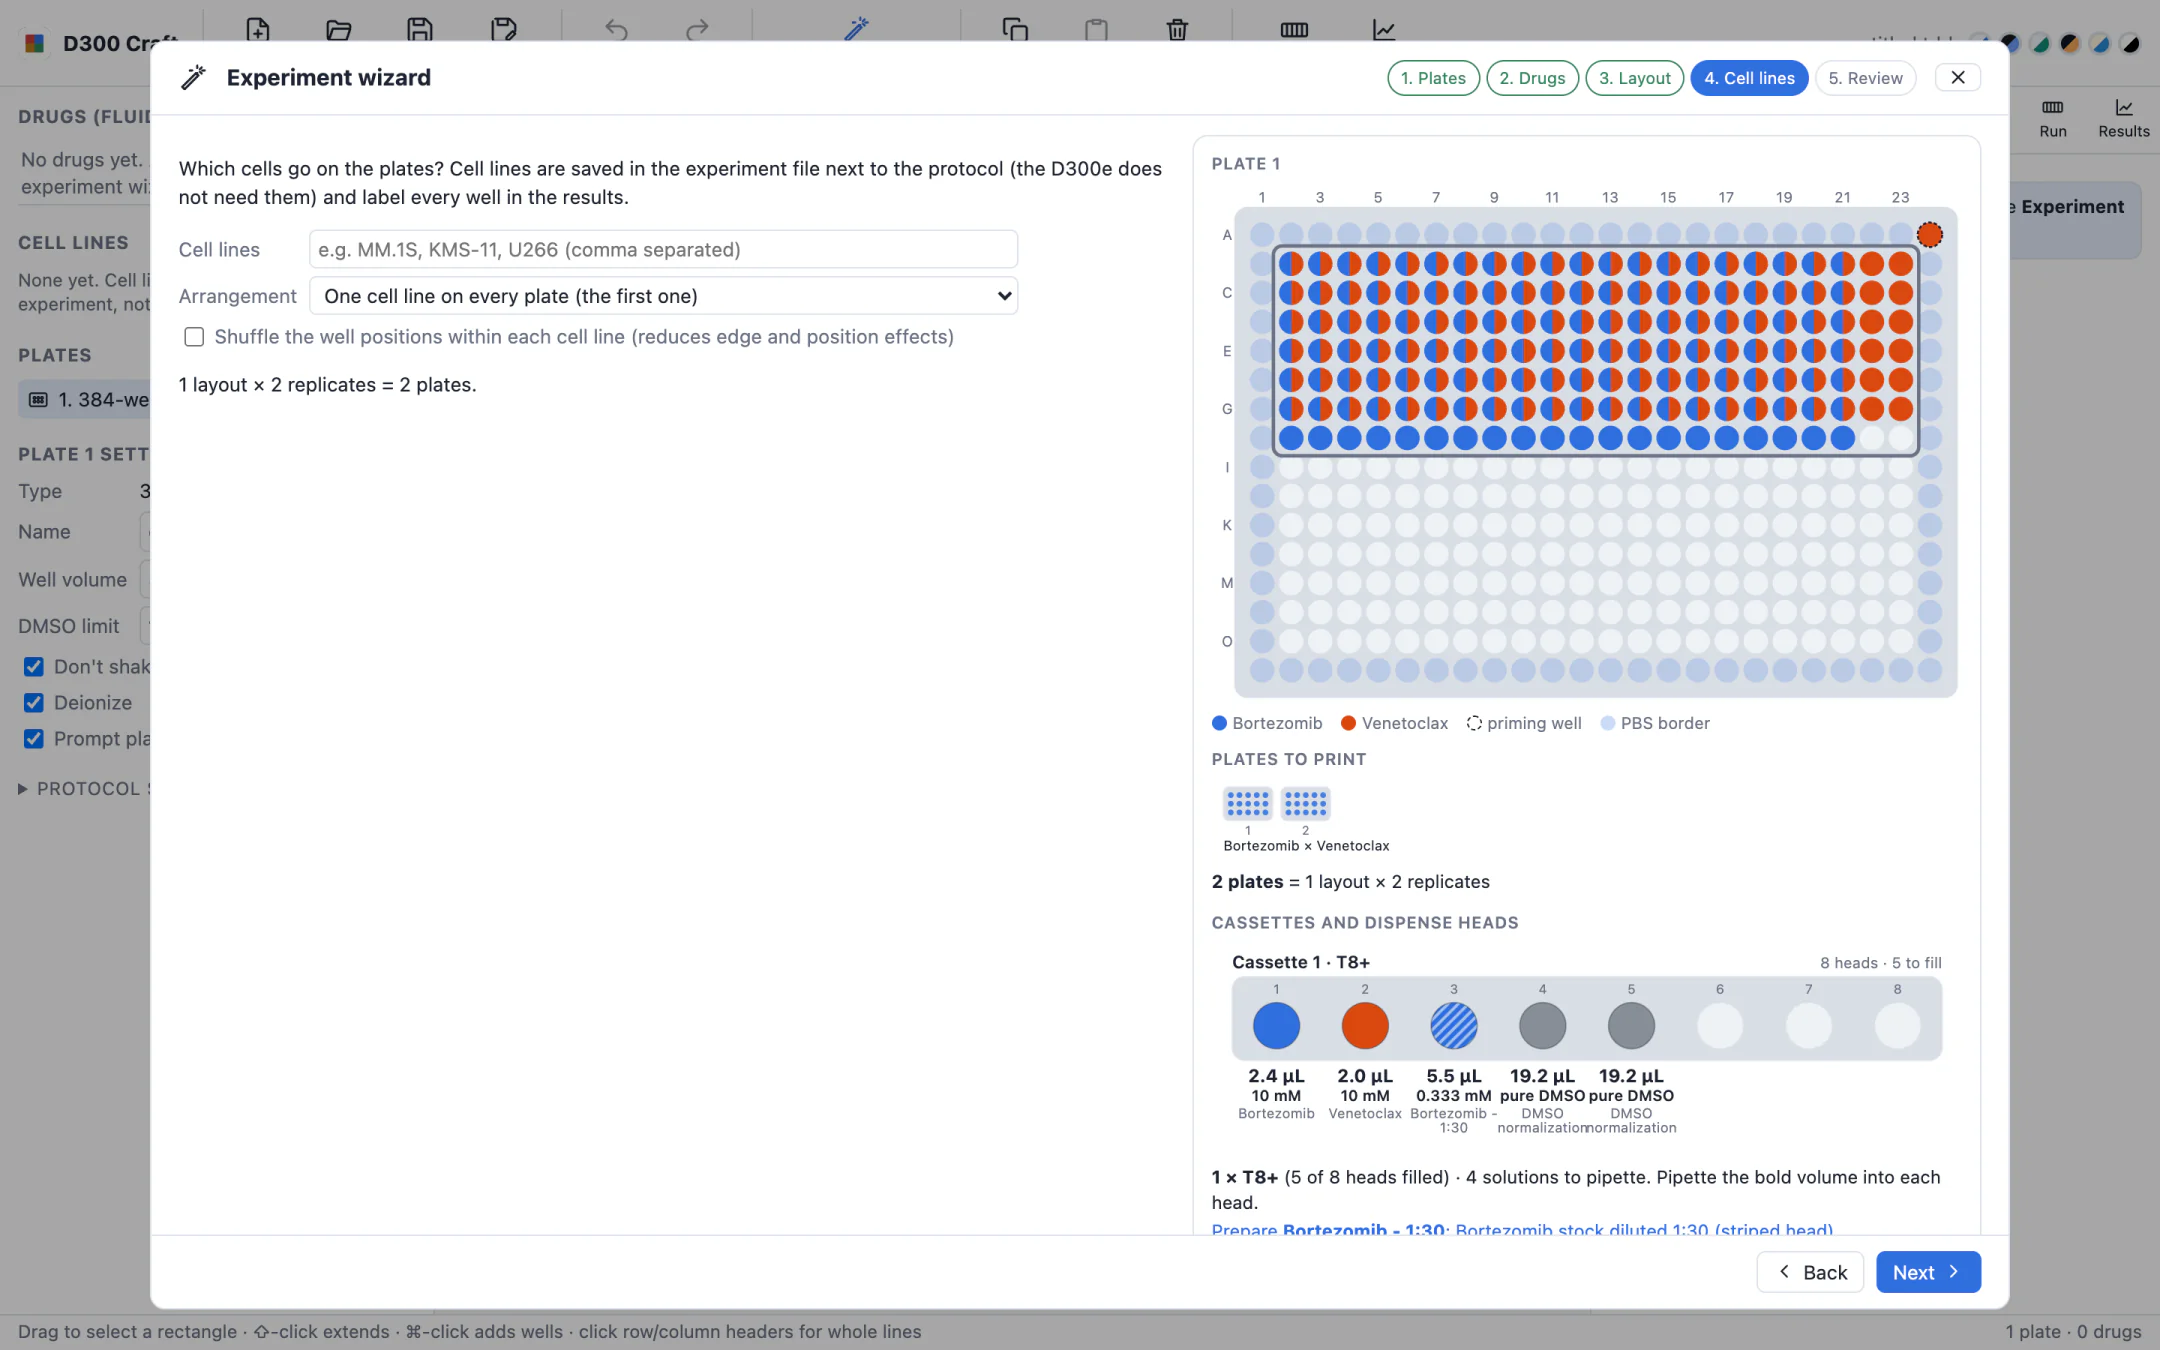 D300 Craft
Experiment wizard
1. Plates
2. Drugs
3. Layout
4. Cell lines
5. Review
Run
Results
DRUGS (FLUID
No drugs yet.
experiment wi
CELL LINES
None yet. Cell li
experiment, not
PLATES
1. 384-we
PLATE 1 SETT
Type 3
Name
Well volume
DMSO limit
Don't shak
Deionize
Prompt pla
PROTOCOL S
e Experiment
Which cells go on the plates? Cell lines are saved in the experiment file next to the protocol (the D300e does
not need them) and label every well in the results.
Cell lines e.g. MM.1S, KMS-11, U266 (comma separated)
Arrangement One cell line on every plate (the first one)
Shuffle the well positions within each cell line (reduces edge and position effects)
1 layout × 2 replicates = 2 plates.
PLATE 1
1 3 5 7 9 11 13 15 17 19 21 23
A
C
E
G
I
K
M
O
Bortezomib Venetoclax priming well PBS border
PLATES TO PRINT
1 2
Bortezomib × Venetoclax
2 plates = 1 layout × 2 replicates
CASSETTES AND DISPENSE HEADS
Cassette 1 · T8+ 8 heads · 5 to fill
1 2 3 4 5 6 7 8
2.4 µL 2.0 µL 5.5 µL 19.2 µL 19.2 µL
10 mM 10 mM 0.333 mM pure DMSO pure DMSO
Bortezomib Venetoclax Bortezomib - DMSO DMSO
1:30 normalization normalization
1 × T8+ (5 of 8 heads filled) · 4 solutions to pipette. Pipette the bold volume into each
head.
Prepare Bortezomib - 1:30: Bortezomib stock diluted 1:30 (striped head)
Back
Next
Drag to select a rectangle · ⇧-click extends · ⌘-click adds wells · click row/column headers for whole lines
1 plate · 0 drugs